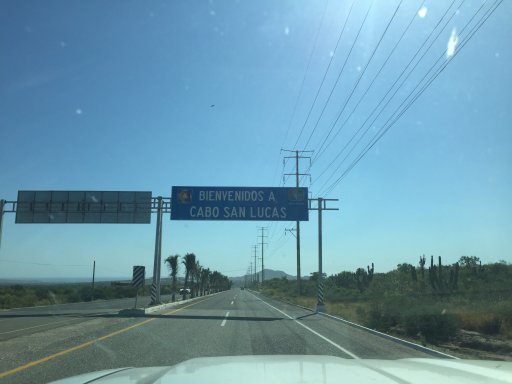 BIENVENIDOS A
CABO SAN LUCAS